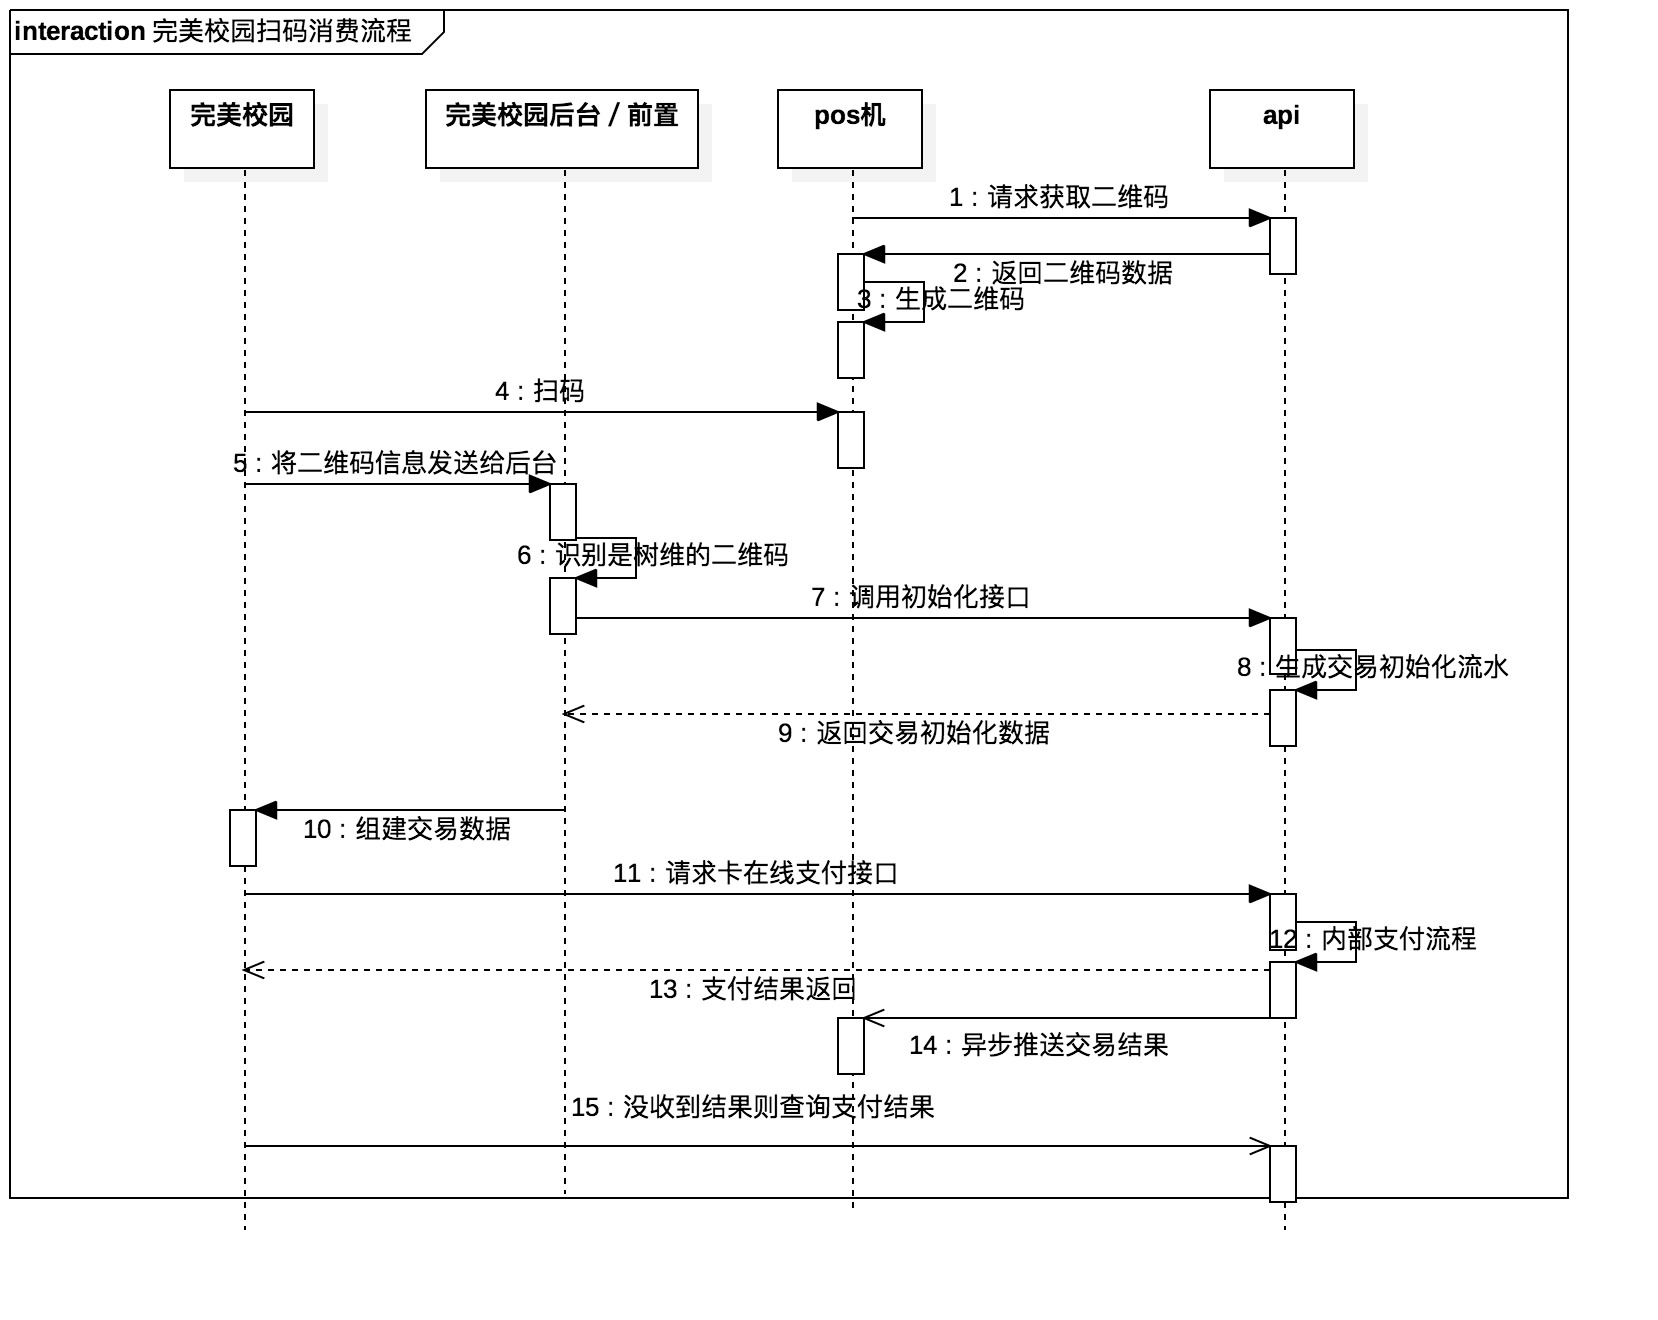 interaction 完美校园扫码消费流程
完美校园
完美校园后台 / 前置
pos机
api
1 : 请求获取二维码
2 : 返回二维码数据
3 : 生成二维码
4 : 扫码
5 : 将二维码信息发送给后台
6 : 识别是树维的二维码
7 : 调用初始化接口
8 : 生成交易初始化流水
9 : 返回交易初始化数据
10 : 组建交易数据
11 : 请求卡在线支付接口
12 : 内部支付流程
13 : 支付结果返回
14 : 异步推送交易结果
15 : 没收到结果则查询支付结果